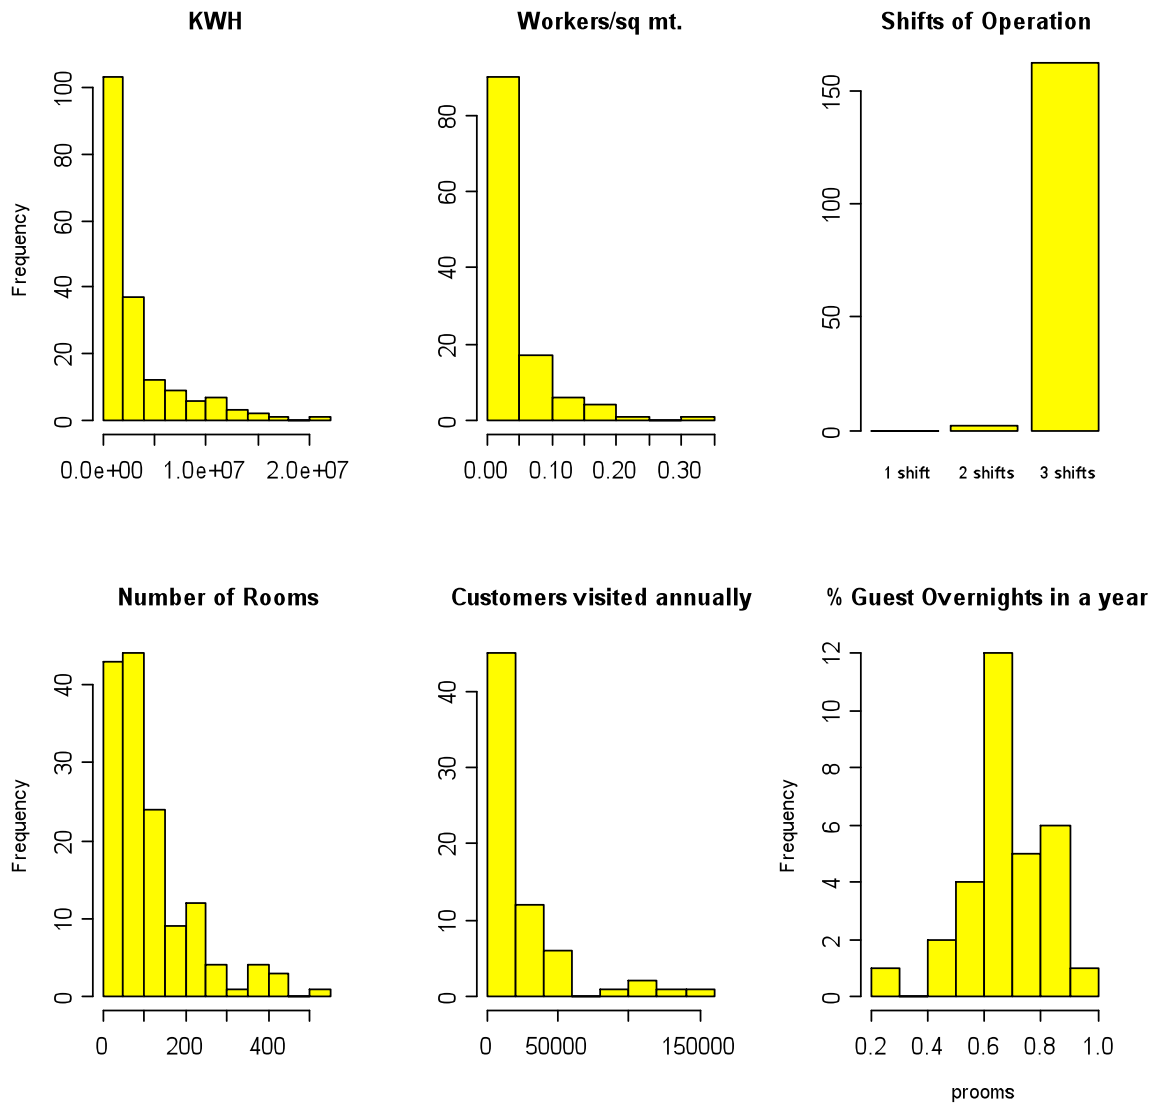 KWH
Frequency
0 20 40 60 80 100
0.0e+00 1.0e+07 2.0e+07
Workers/sq mt.
0 20 40 60 80
0.00 0.10 0.20 0.30
Shifts of Operation
0 50 100 150
1 shift 2 shifts 3 shifts
Number of Rooms
Frequency
0 10 20 30 40
0 200 400
Customers visited annually
0 10 20 30 40
0 50000 150000
% Guest Overnights in a year
Frequency
0 2 4 6 8 10 12
0.2 0.4 0.6 0.8 1.0
prooms